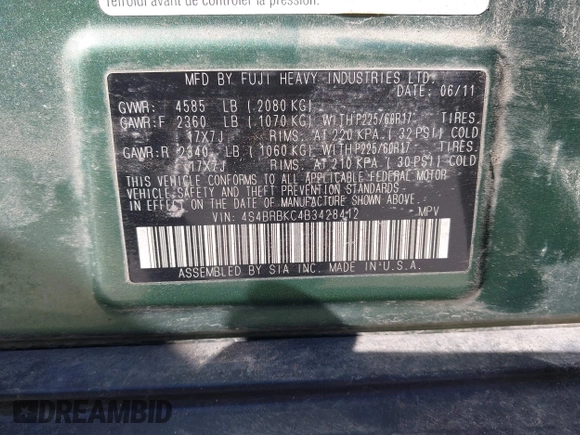 refroidi avant de contrôler la pression.
MFD BY FUJI HEAVY INDUSTRIES LTD.
DATE: 06/11
GVWR: 4585 LB ( 2080 KG)
GAWR:F 2360 LB ( 1070 KG) WITH P225/60R17 TIRES.
17X7J RIMS. AT 220 KPA. ( 32 PSI) COLD
GAWR:R 2340 LB ( 1060 KG) WITH P225/60R17 TIRES.
17X7J RIMS. AT 210 KPA. ( 30 PSI) COLD
THIS VEHICLE CONFORMS TO ALL APPLICABLE FEDERAL MOTOR
VEHICLE SAFETY AND THEFT PREVENTION STANDARDS
IN EFFECT ON THE DATE OF MANUFACTURE SHOWN ABOVE.
VIN: 4S4BRBKC4B3428412 MPV
ASSEMBLED BY SIA INC. MADE IN U.S.A.
DREAMBID